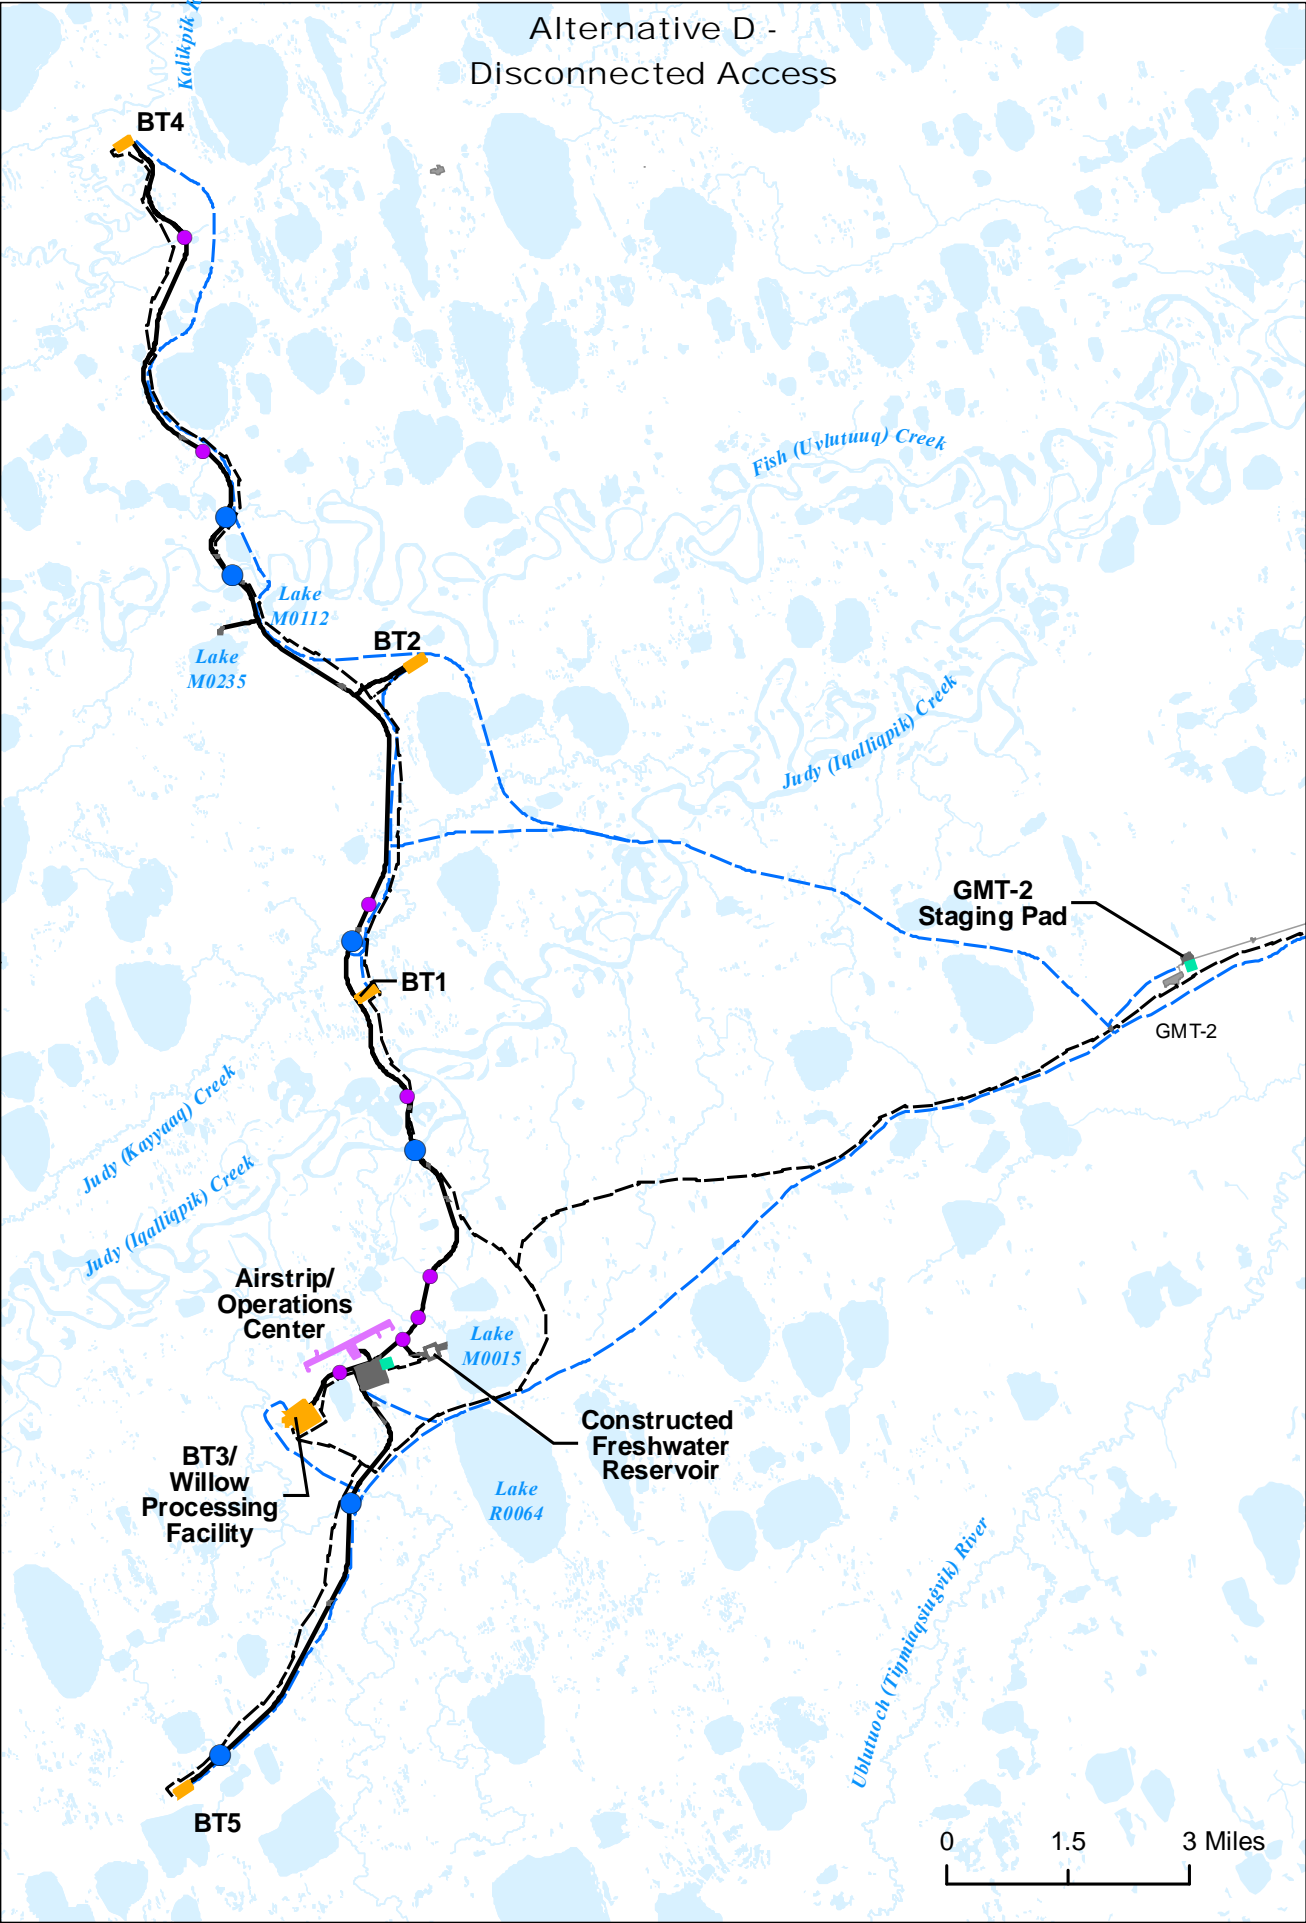 Alternative D -
Disconnected Access
Kalikpik
BT4
Fish (Uvlutuuq) Creek
Lake
M0112
BT2
Lake
M0235
Judy (Iqalliqpik) Creek
GMT-2
Staging Pad
BT1
GMT-2
Judy (Kayyaaq) Creek
Judy (Iqalliqpik) Creek
Airstrip/
Operations
Center
Lake
M0015
Constructed
Freshwater
Reservoir
BT3/
Willow
Processing
Facility
Lake
R0064
Ublutuoch (Tiŋmiaqsiuġvik) River
BT5
0 1.5 3 Miles